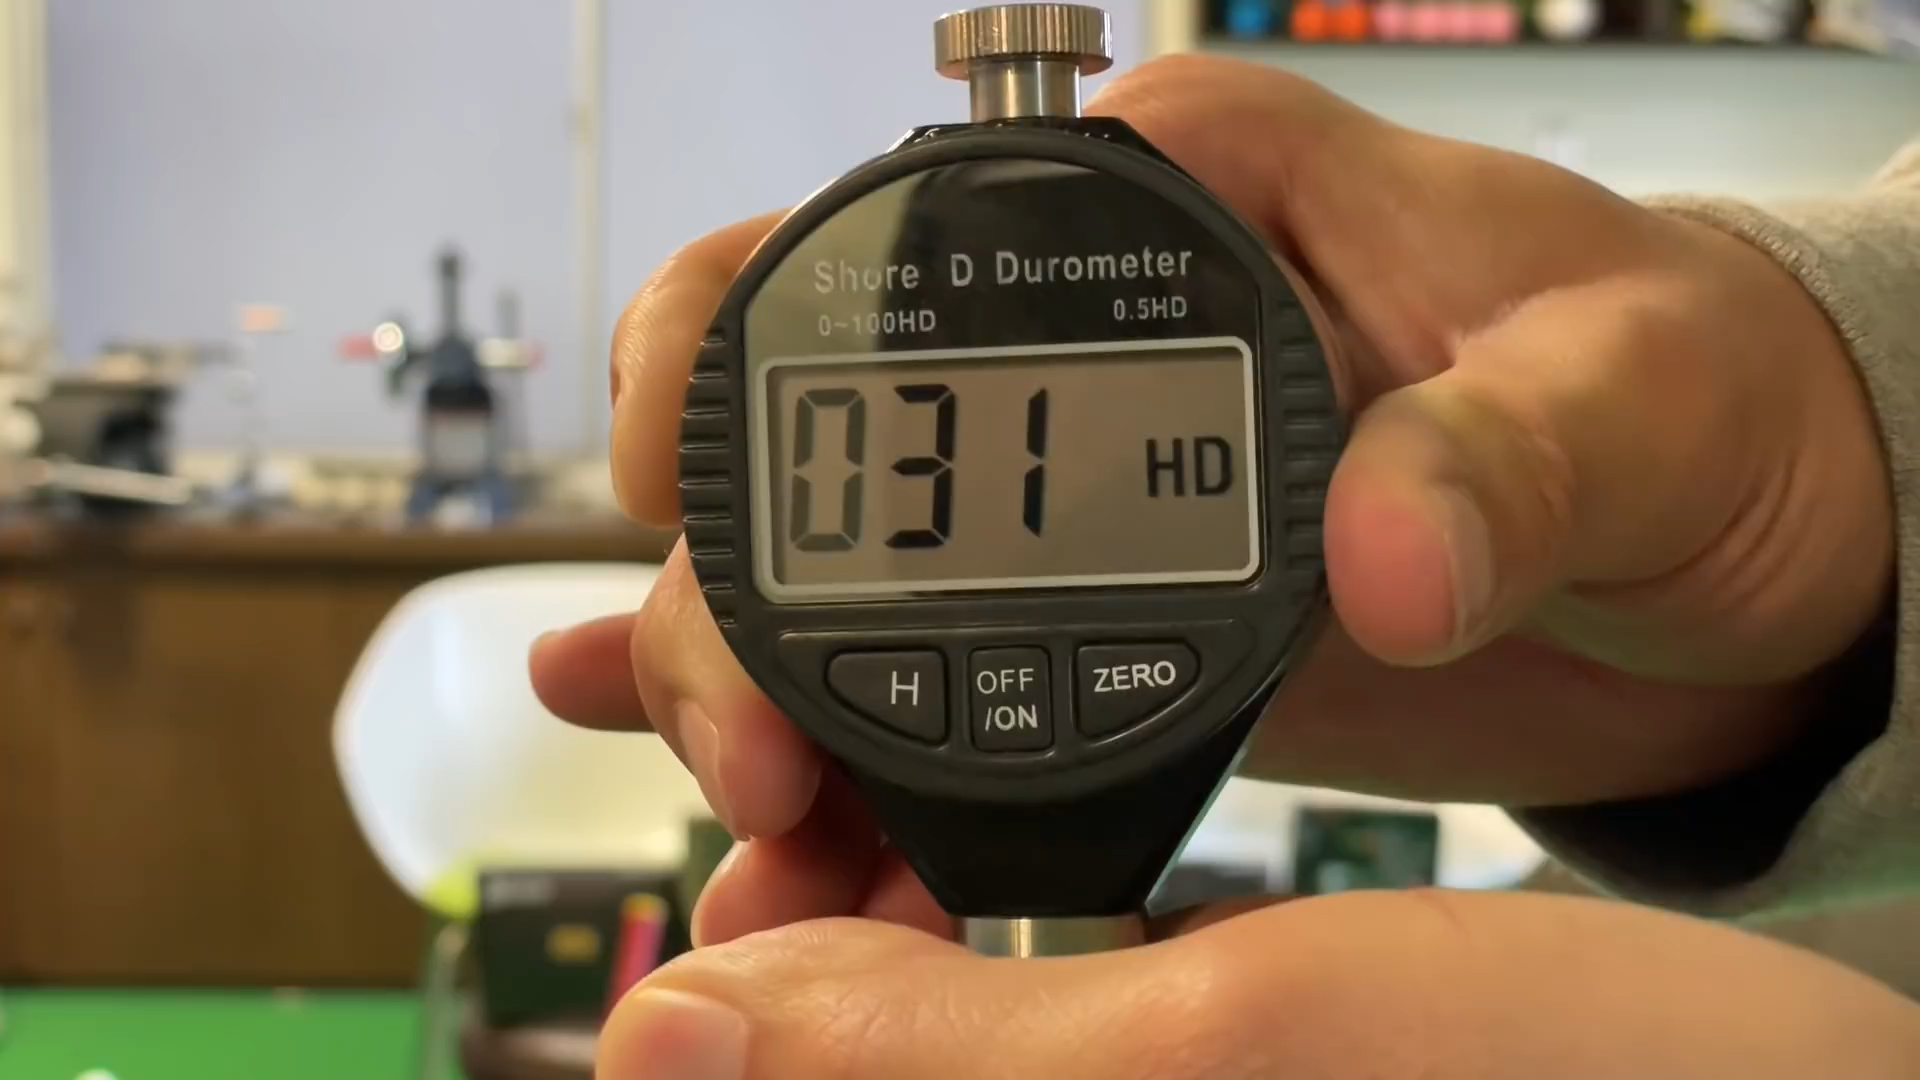 Shore D Durometer
0~100HD 0.5HD
031 HD
H OFF /ON ZERO